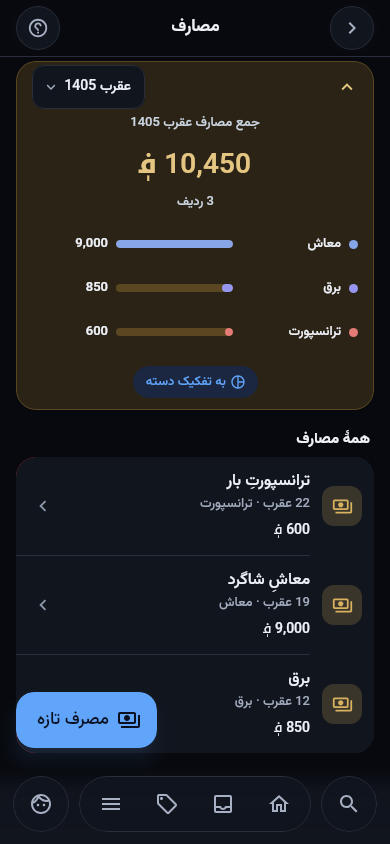 مصارف
عقرب 1405
جمع مصارف عقرب 1405
10,450 ؋
3 ردیف
معاش 9,000
برق 850
ترانسپورت 600
به تفکیک دسته
همهٔ مصارف
ترانسپورتِ بار
22 عقرب · ترانسپورت
600 ؋
معاشِ شاگرد
19 عقرب · معاش
9,000 ؋
برق
12 عقرب · برق
850 ؋
مصرف تازه